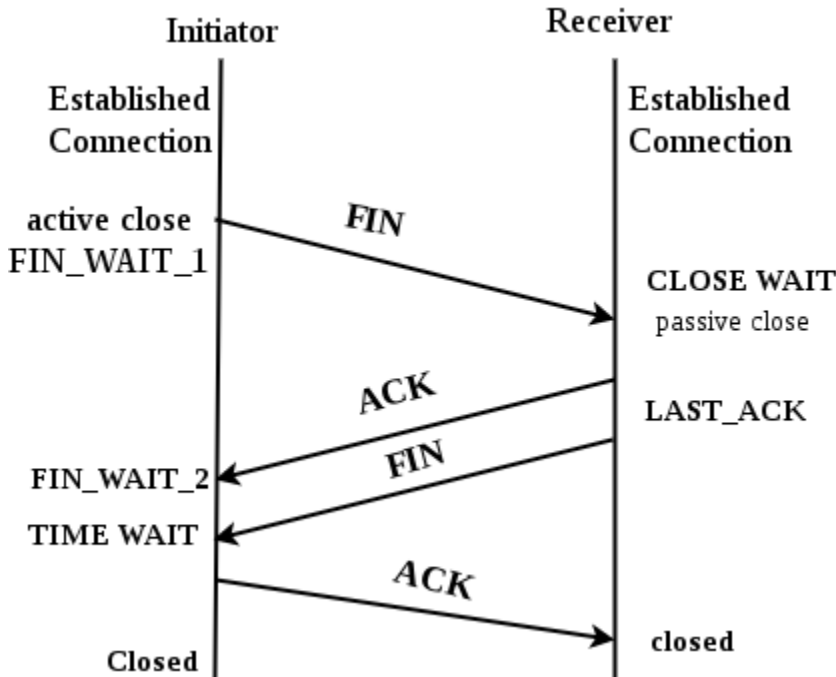 Initiator
Receiver
Established
Connection
Established
Connection
active close
FIN_WAIT_1
FIN
CLOSE WAIT
passive close
ACK
LAST_ACK
FIN
FIN_WAIT_2
TIME WAIT
ACK
closed
Closed